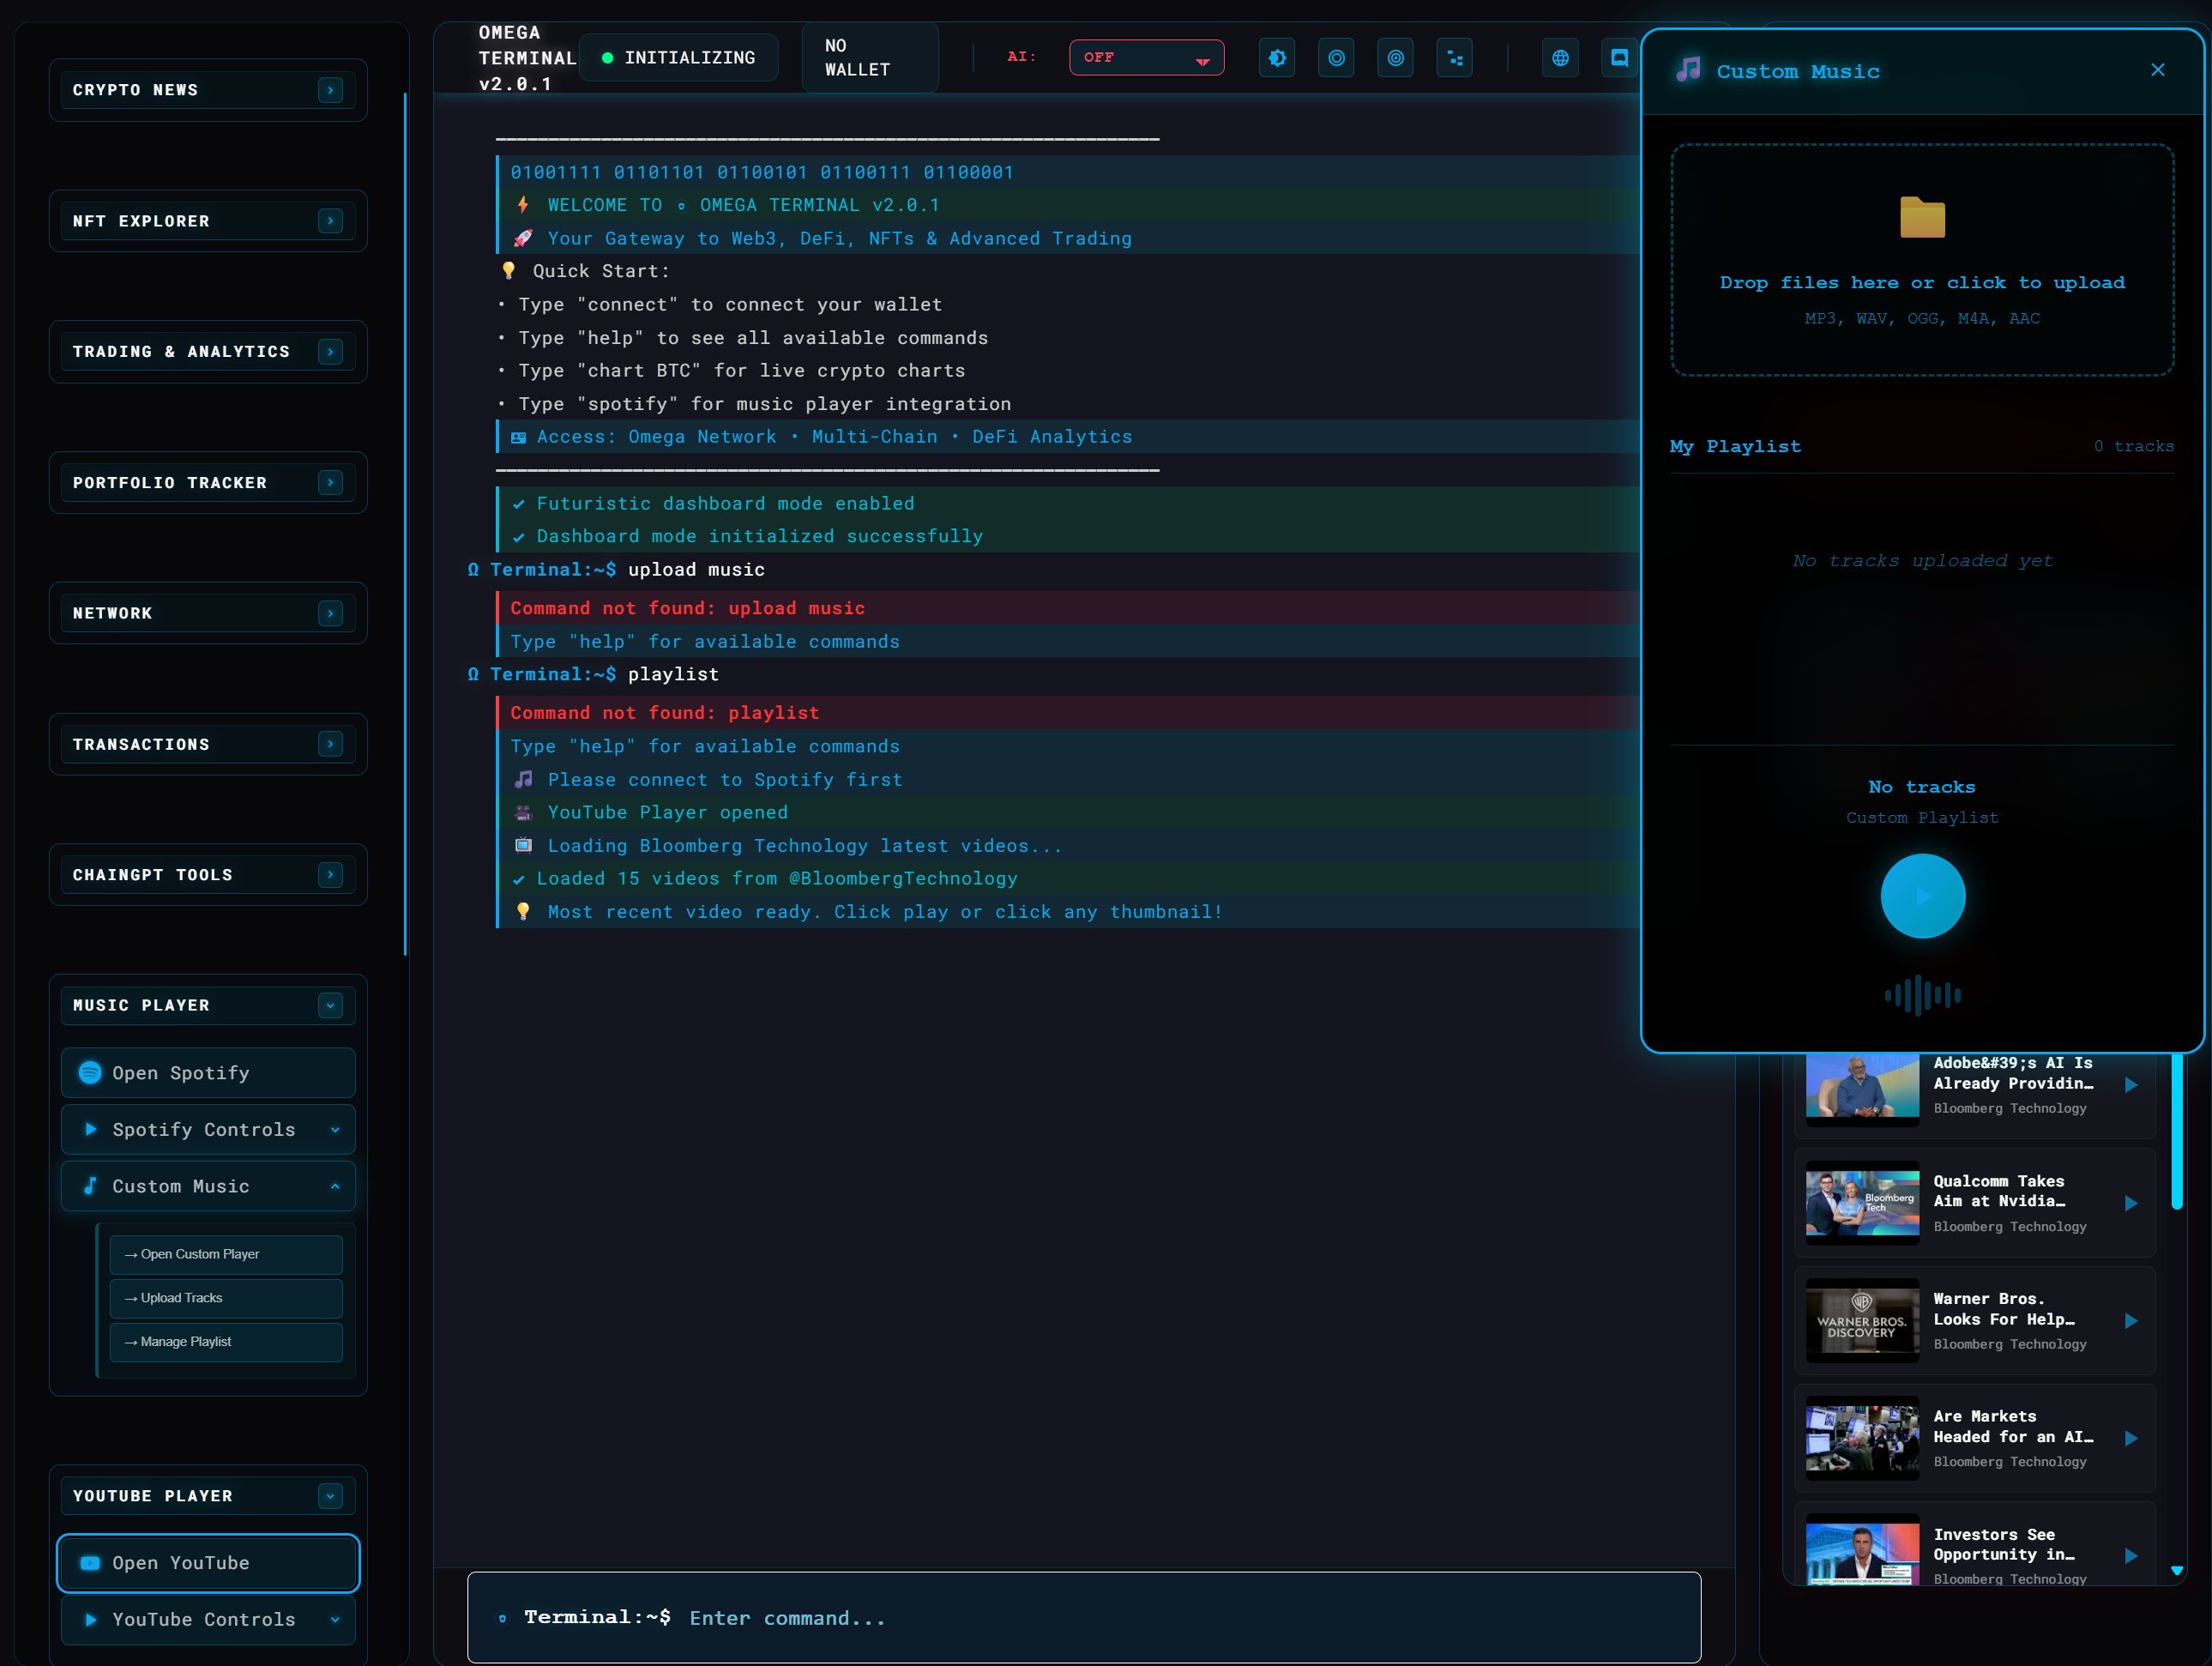 CRYPTO NEWS
NFT EXPLORER
TRADING & ANALYTICS
PORTFOLIO TRACKER
NETWORK
TRANSACTIONS
CHAINGPT TOOLS
MUSIC PLAYER
Open Spotify
Spotify Controls
Custom Music
→ Open Custom Player
→ Upload Tracks
→ Manage Playlist
YOUTUBE PLAYER
Open YouTube
YouTube Controls
OMEGA
TERMINAL
v2.0.1
INITIALIZING
NO
WALLET
AI:
OFF
01001111 01101101 01100101 01100111 01100001
⚡ WELCOME TO OMEGA TERMINAL v2.0.1
🚀 Your Gateway to Web3, DeFi, NFTs & Advanced Trading
💡 Quick Start:
• Type "connect" to connect your wallet
• Type "help" to see all available commands
• Type "chart BTC" for live crypto charts
• Type "spotify" for music player integration
Access: Omega Network • Multi-Chain • DeFi Analytics
✓ Futuristic dashboard mode enabled
✓ Dashboard mode initialized successfully
Ω Terminal:~$ upload music
Command not found: upload music
Type "help" for available commands
Ω Terminal:~$ playlist
Command not found: playlist
Type "help" for available commands
🎵 Please connect to Spotify first
🎥 YouTube Player opened
📺 Loading Bloomberg Technology latest videos...
✓ Loaded 15 videos from @BloombergTechnology
💡 Most recent video ready. Click play or click any thumbnail!
Terminal:~$ Enter command...
🎵 Custom Music
Drop files here or click to upload
MP3, WAV, OGG, M4A, AAC
My Playlist
0 tracks
No tracks uploaded yet
No tracks
Custom Playlist
Adobe&#39;s AI Is
Already Providin…
Bloomberg Technology
Bloomberg
Tech
Qualcomm Takes
Aim at Nvidia…
Bloomberg Technology
WARNER BROS.
DISCOVERY
Warner Bros.
Looks For Help…
Bloomberg Technology
Are Markets
Headed for an AI…
Bloomberg Technology
Investors See
Opportunity in…
Bloomberg Technology